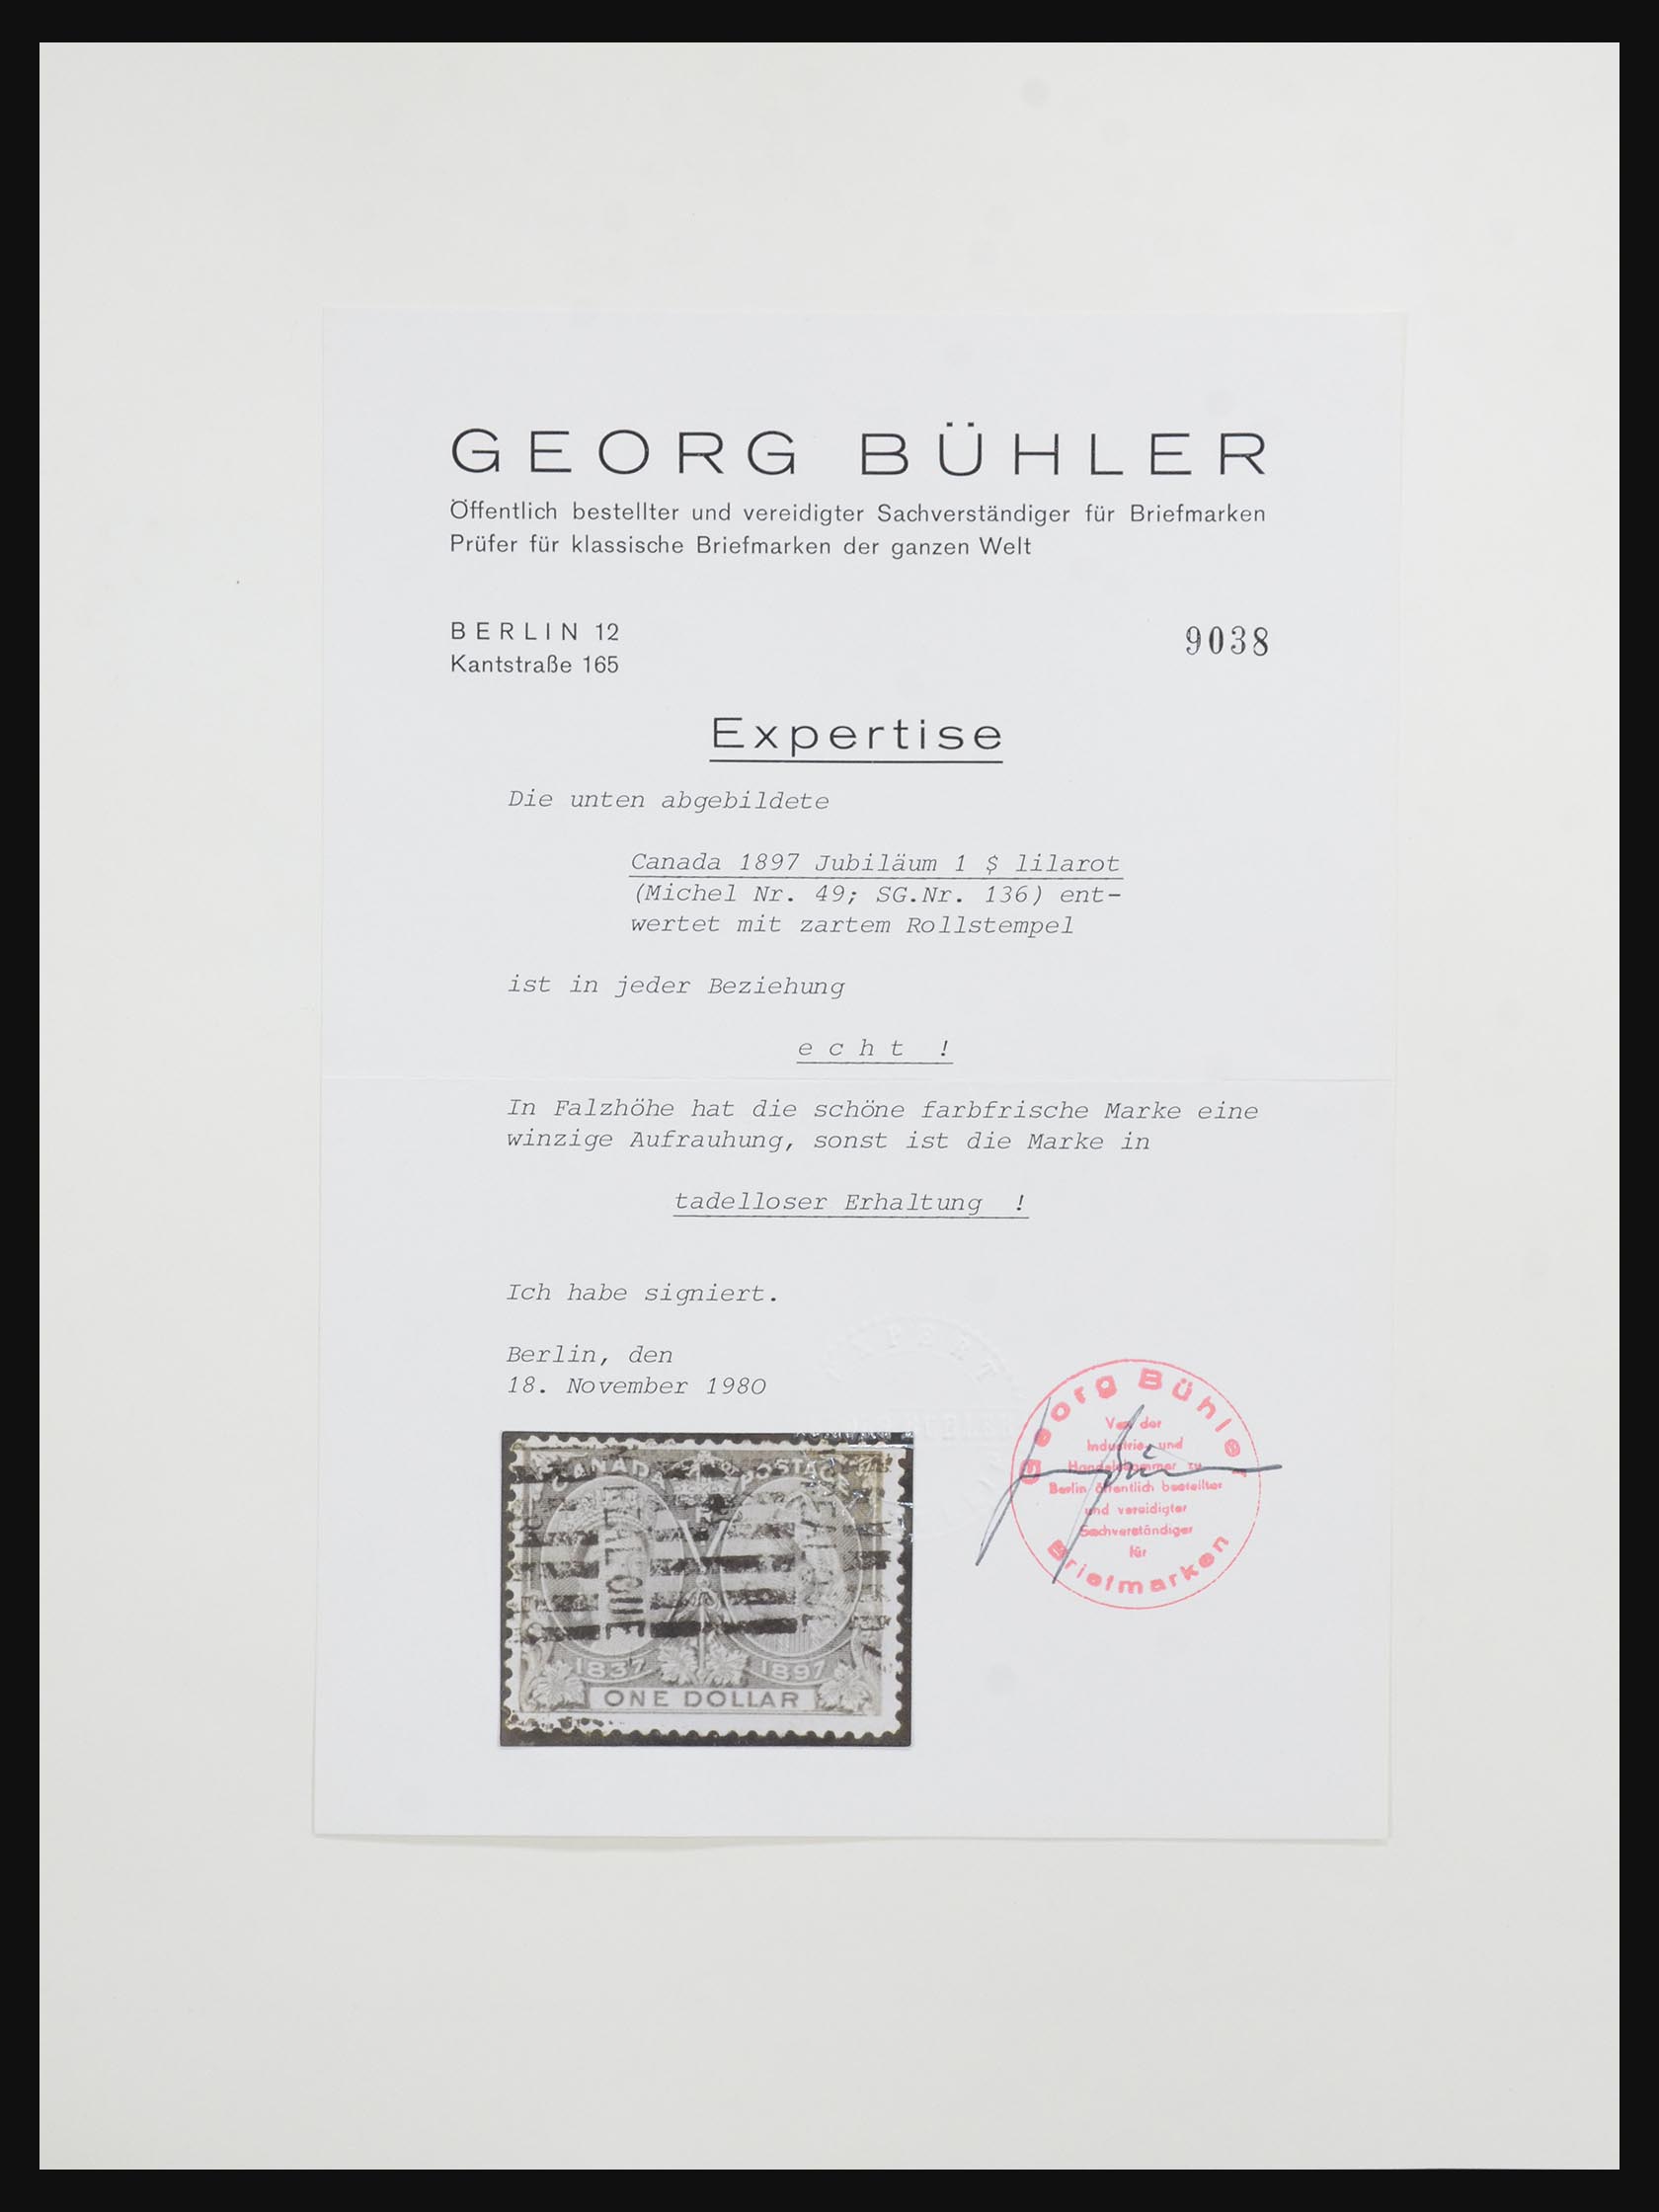 GEORG BÜHLER
Öffentlich bestellter und vereidigter Sachverständiger für Briefmarken
Prüfer für klassische Briefmarken der ganzen Welt
BERLIN 12
Kantstraße 165
9038
Expertise
Die unten abgebildete
Canada 1897 Jubiläum 1 $ lilarot
(Michel Nr. 49; SG.Nr. 136) ent-
wertet mit zartem Rollstempel
ist in jeder Beziehung
e c h t !
In Falzhöhe hat die schöne farbfrische Marke eine
winzige Aufrauhung, sonst ist die Marke in
tadelloser Erhaltung !
Ich habe signiert.
Berlin, den
18. November 1980
Georg Bühler
Von der
Industrie- und
Handelskammer zu
Berlin öffentlich bestellter
und vereidigter
Sachverständiger
für
Briefmarken
CANADA POSTAGE
1837 1897
ONE DOLLAR